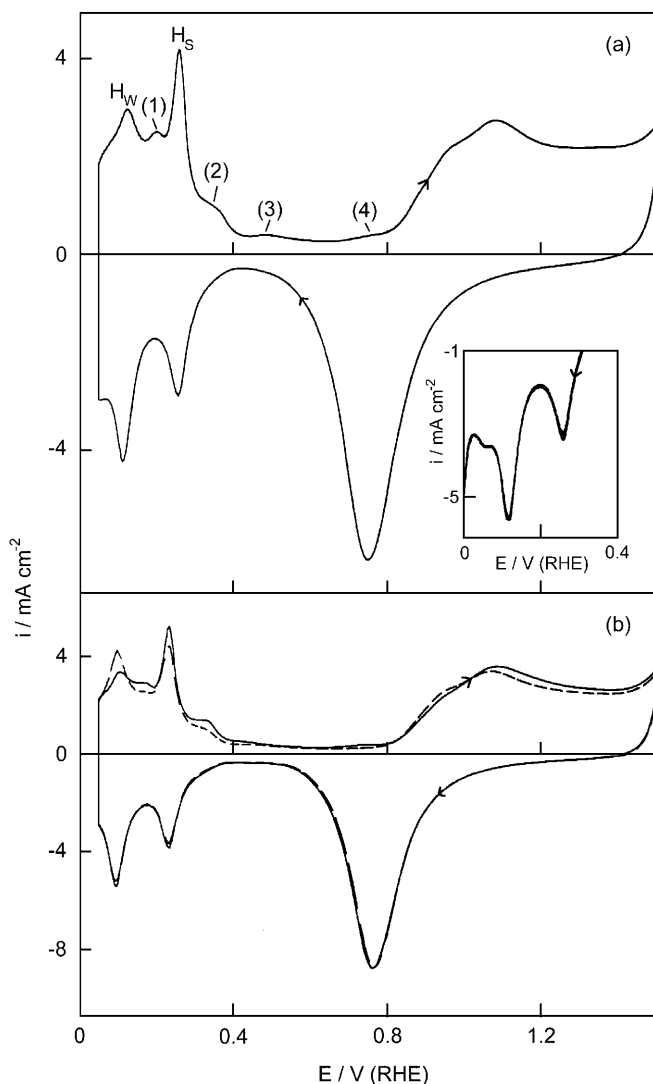 (a)
4
H_S
H_W
(1)
(2)
(3)
(4)
0
-4
-1
-5
i / mA cm⁻²
0
0.4
E / V (RHE)
i / mA cm⁻²
(b)
4
0
-4
-8
0
0.4
0.8
1.2
E / V (RHE)